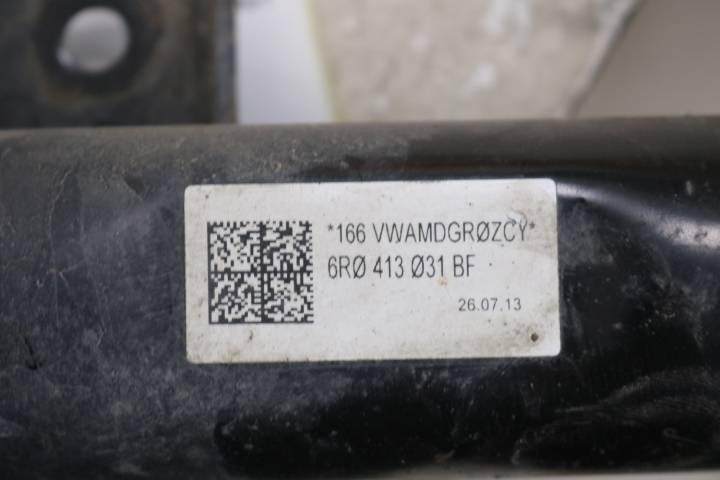 *166 VWAMDGRØZCY*
6RØ 413 Ø31 BF
26.07.13